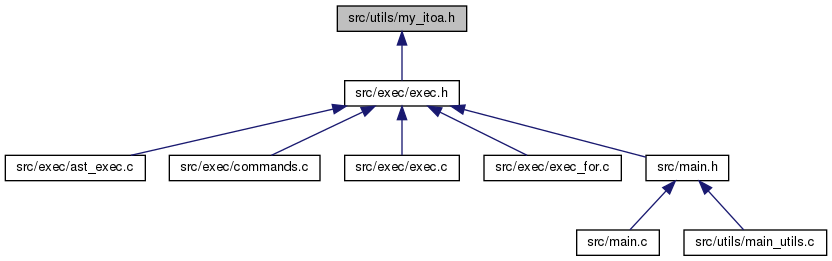 src/utils/my_itoa.h
src/exec/exec.h
src/exec/ast_exec.c
src/exec/commands.c
src/exec/exec.c
src/exec/exec_for.c
src/main.h
src/main.c
src/utils/main_utils.c